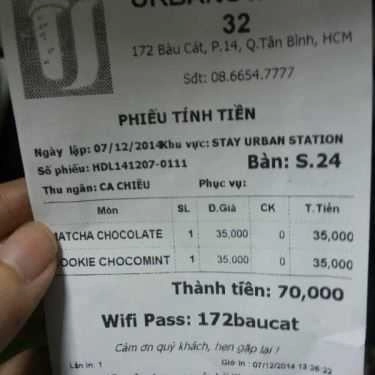 32
172 Bàu Cát, P.14, Q.Tân Bình, HCM
Sđt: 08.6654.7777
PHIẾU TÍNH TIỀN
Ngày lập: 07/12/2014 Khu vực: STAY URBAN STATION
Số phiếu: HDL141207-0111 Bàn: S.24
Thu ngân: CA CHIỀU Phục vụ:
Món SL Đ.Giá CK T.Tiền
MATCHA CHOCOLATE 1 35,000 0 35,000
COOKIE CHOCOMINT 1 35,000 0 35,000
Thành tiền: 70,000
Wifi Pass: 172baucat
Cảm ơn quý khách, hẹn gặp lại !
Lần in: 1 Giờ in: 07/12/2014 13:26:22